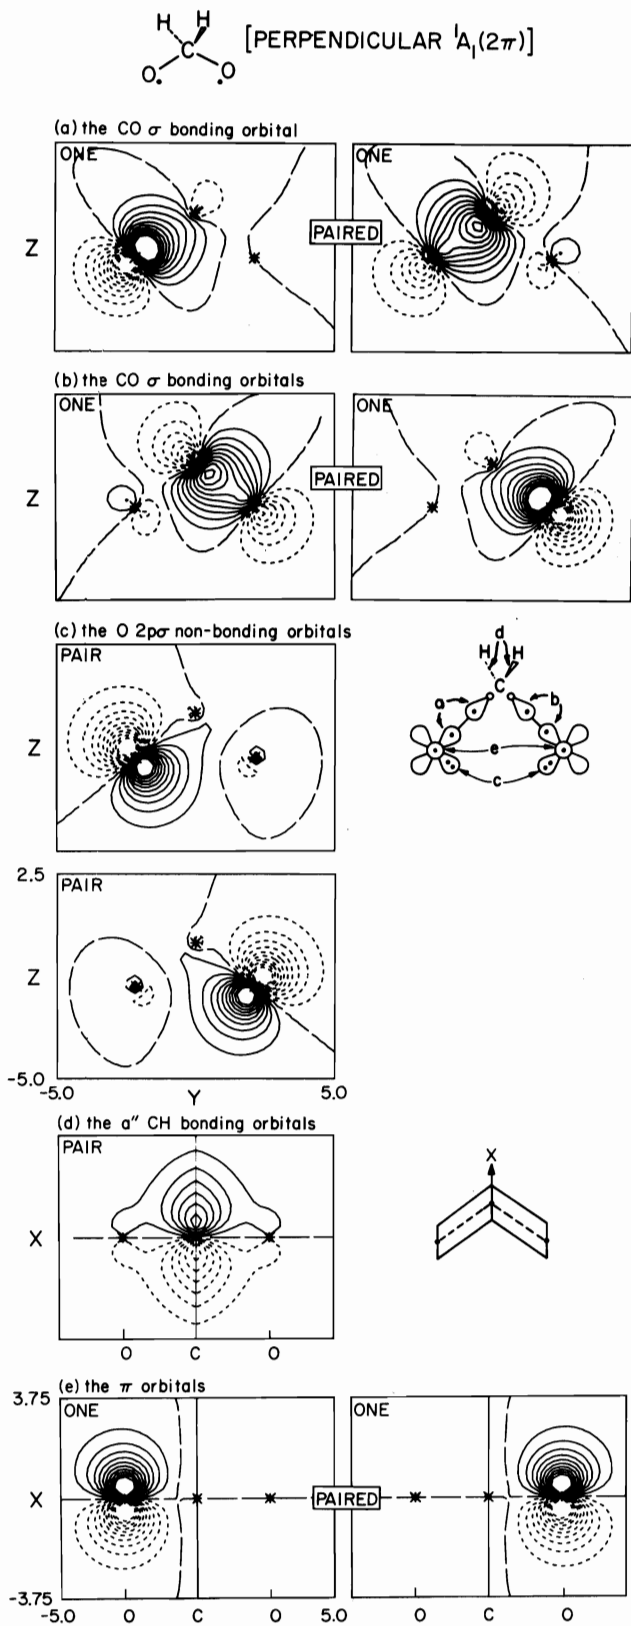 H H
C
O. O. [PERPENDICULAR ¹A₁(2π)]
(a) the CO σ bonding orbital
ONE ONE
Z PAIRED
(b) the CO σ bonding orbitals
ONE ONE
Z PAIRED
(c) the O 2pσ non-bonding orbitals
PAIR
Z
d
H H
C
a b
e
c
2.5
PAIR
Z
-5.0
-5.0 Y 5.0
(d) the a″ CH bonding orbitals
PAIR
X X
O C O
(e) the π orbitals
3.75
ONE ONE
X PAIRED
-3.75
-5.0 O C O 5.0 O C O